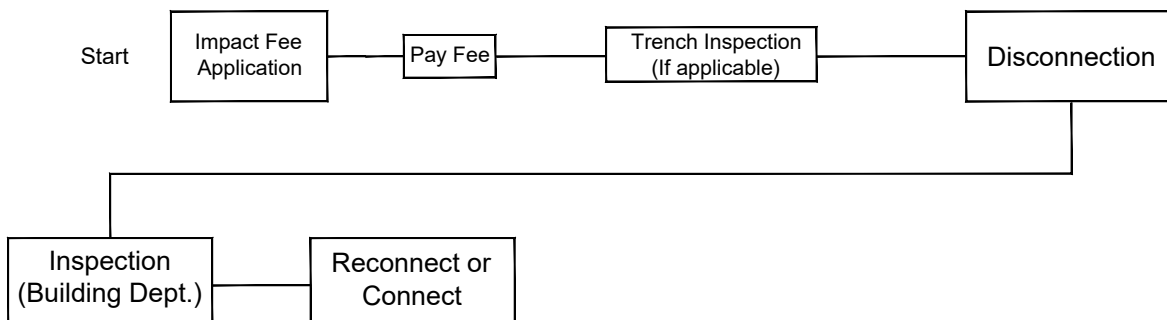 Start
Impact Fee
Application
Pay Fee
Trench Inspection
(If applicable)
Disconnection
Inspection
(Building Dept.)
Reconnect or
Connect